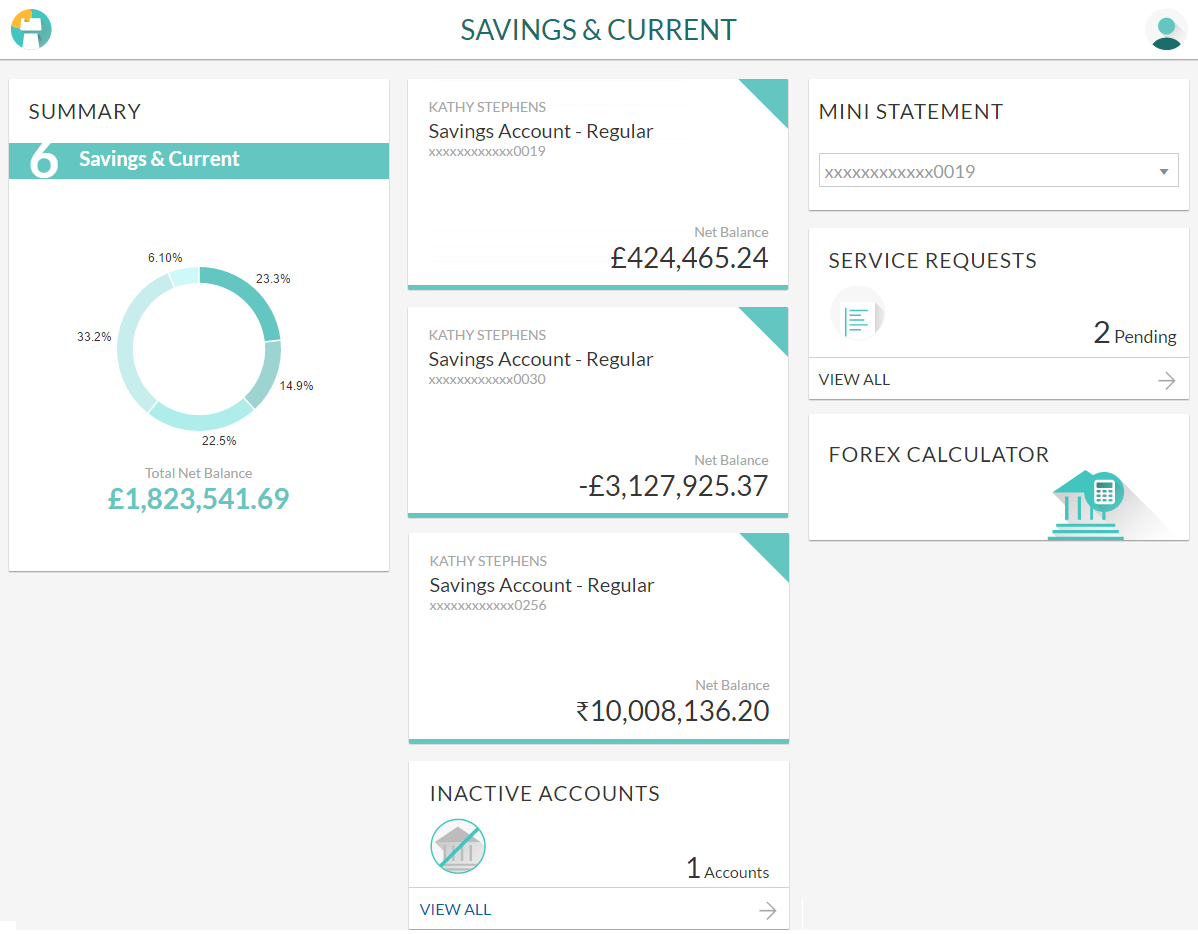 SAVINGS & CURRENT
SUMMARY
6 Savings & Current
6.10%
23.3%
33.2%
14.9%
22.5%
Total Net Balance
£1,823,541.69
KATHY STEPHENS
Savings Account - Regular
xxxxxxxxxxxx0019
Net Balance
£424,465.24
KATHY STEPHENS
Savings Account - Regular
xxxxxxxxxxxx0030
Net Balance
-£3,127,925.37
KATHY STEPHENS
Savings Account - Regular
xxxxxxxxxxxx0256
Net Balance
₹10,008,136.20
INACTIVE ACCOUNTS
1 Accounts
VIEW ALL
MINI STATEMENT
xxxxxxxxxxxx0019
SERVICE REQUESTS
2 Pending
VIEW ALL
FOREX CALCULATOR